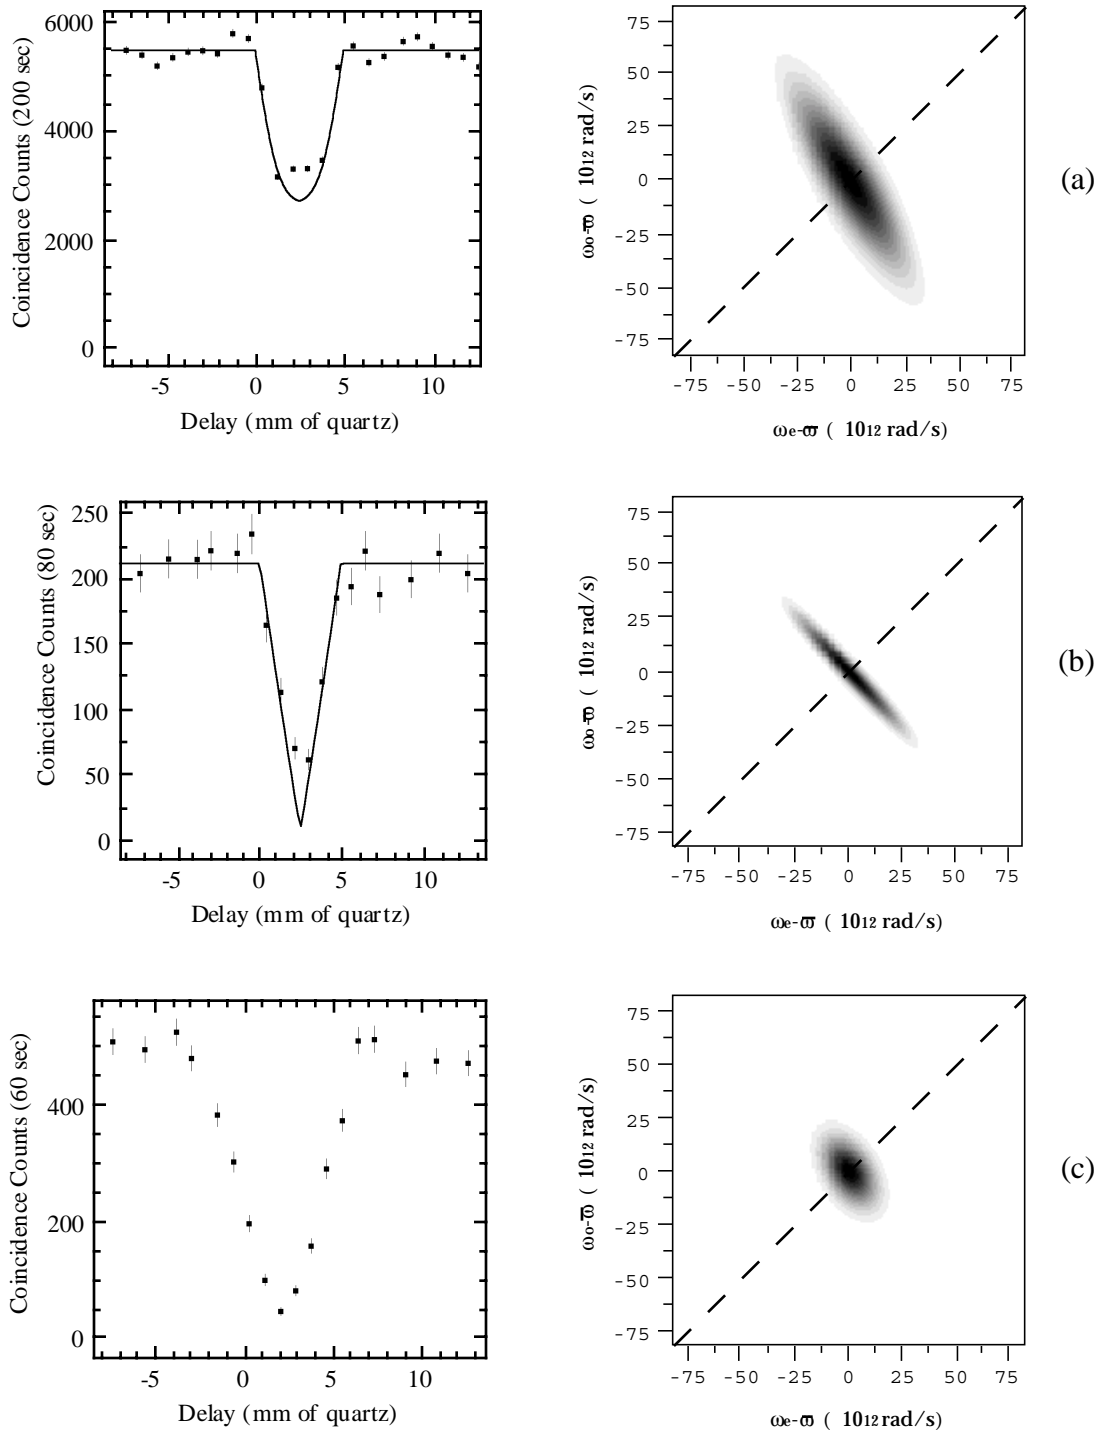 6000
4000
2000
0
-5 0 5 10
Delay (mm of quartz)
Coincidence Counts (200 sec)
75
50
25
0
-25
-50
-75
-75 -50 -25 0 25 50 75
ωe-ϖ ( 1012 rad/s)
ωo-ϖ ( 1012 rad/s)
(a)
250
200
150
100
50
0
-5 0 5 10
Delay (mm of quartz)
Coincidence Counts (80 sec)
75
50
25
0
-25
-50
-75
-75 -50 -25 0 25 50 75
ωe-ϖ ( 1012 rad/s)
ωo-ϖ ( 1012 rad/s)
(b)
400
200
0
-5 0 5 10
Delay (mm of quartz)
Coincidence Counts (60 sec)
75
50
25
0
-25
-50
-75
-75 -50 -25 0 25 50 75
ωe-ϖ ( 1012 rad/s)
ωo-ϖ ( 1012 rad/s)
(c)